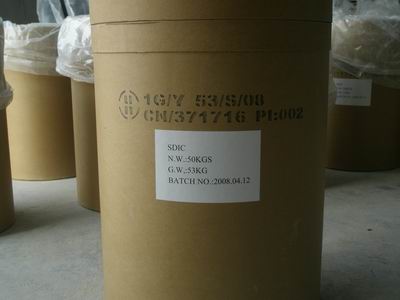 1G/Y 53/S/08
CN/371716 PI:002
SDIC
N.W.:50KGS
G.W.:53KG
BATCH NO.:2008.04.12